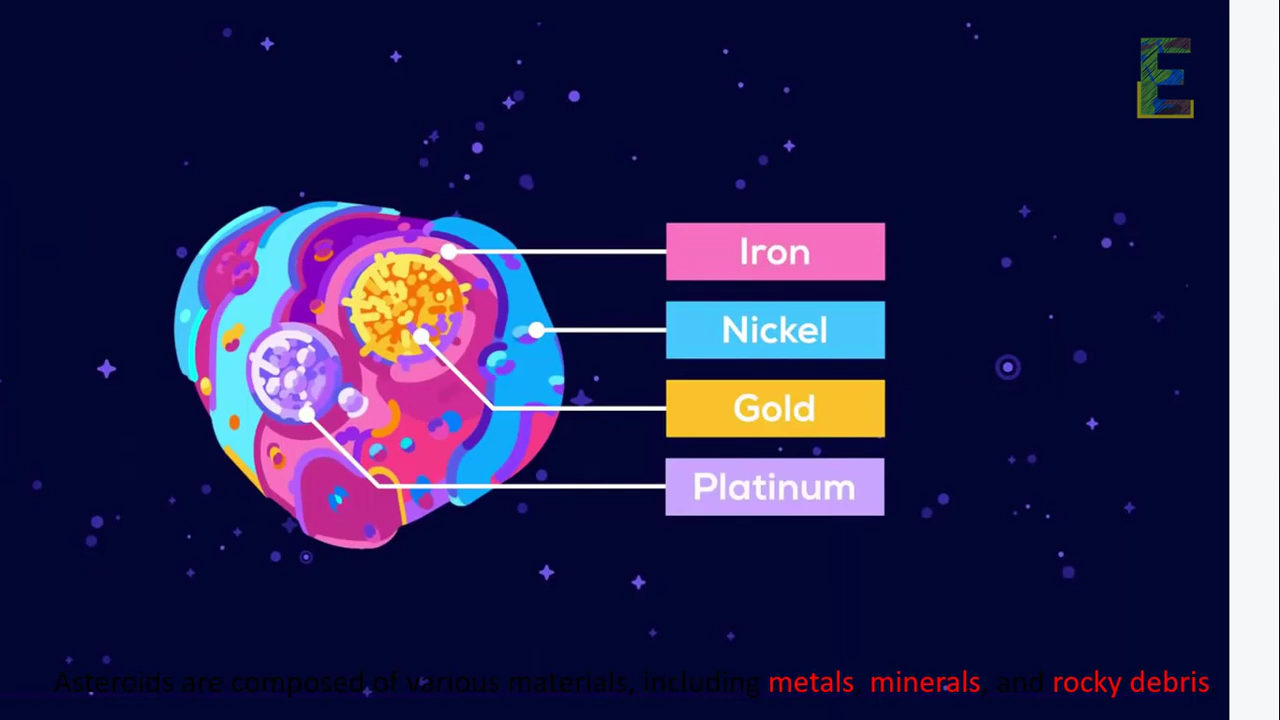 E
Iron
Nickel
Gold
Platinum
Asteroids are composed of various materials, including metals, minerals, and rocky debris